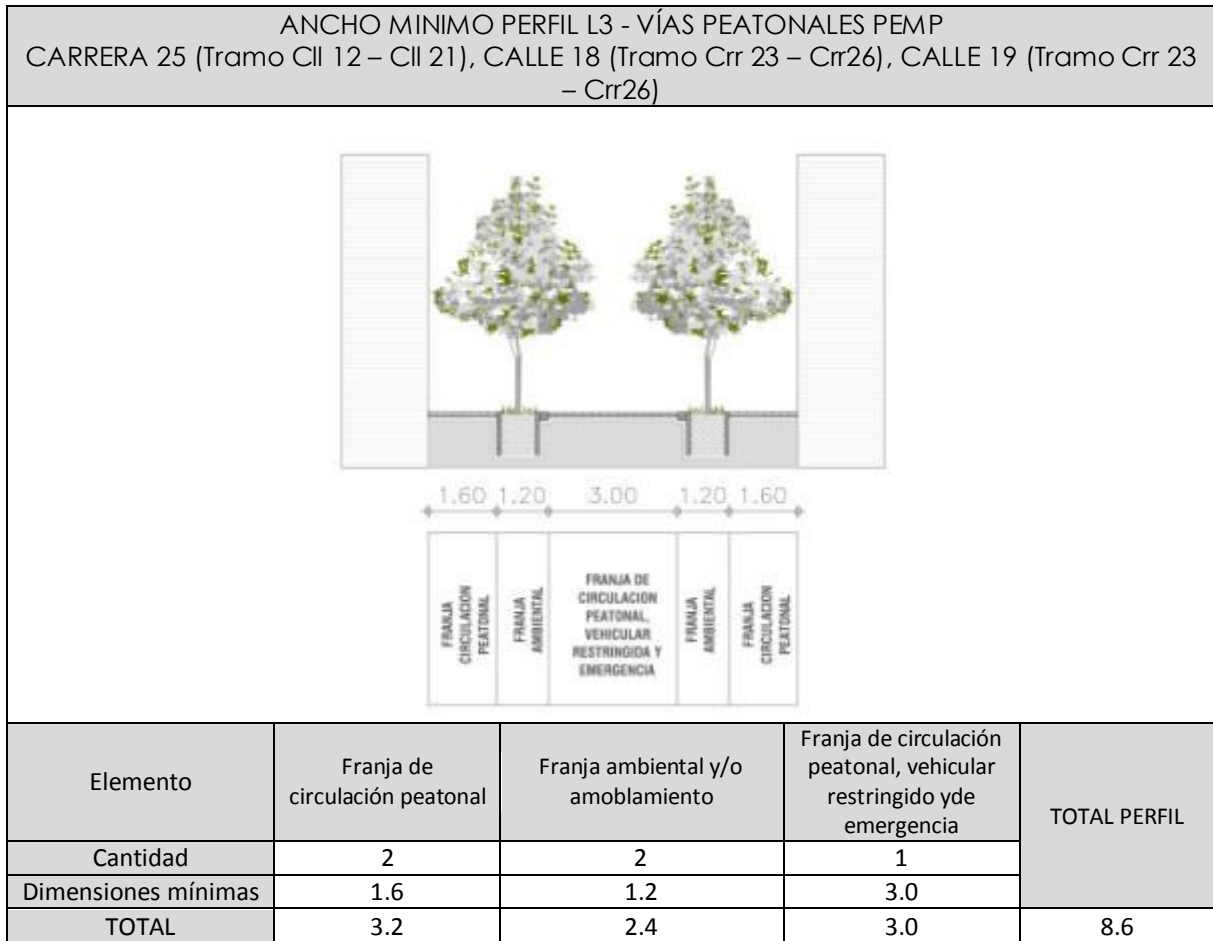 ANCHO MINIMO PERFIL L3 - VÍAS PEATONALES PEMP
CARRERA 25 (Tramo Cll 12 – Cll 21), CALLE 18 (Tramo Crr 23 – Crr26), CALLE 19 (Tramo Crr 23
– Crr26)
1.60 1.20 3.00 1.20 1.60
FRANJA
CIRCULACION
PEATONAL
FRANJA
AMBIENTAL
FRANJA DE
CIRCULACION
PEATONAL,
VEHICULAR
RESTRINGIDA Y
EMERGENCIA
FRANJA
AMBIENTAL
FRANJA
CIRCULACION
PEATONAL
Elemento
Franja de
circulación peatonal
Franja ambiental y/o
amoblamiento
Franja de circulación
peatonal, vehicular
restringido yde
emergencia
TOTAL PERFIL
Cantidad 2 2 1
Dimensiones mínimas 1.6 1.2 3.0
TOTAL 3.2 2.4 3.0 8.6